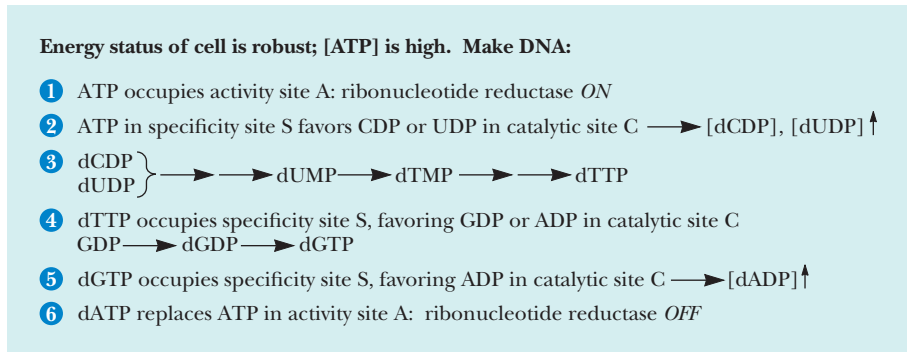 Energy status of cell is robust; [ATP] is high. Make DNA:
1 ATP occupies activity site A: ribonucleotide reductase ON
2 ATP in specificity site S favors CDP or UDP in catalytic site C → [dCDP], [dUDP] ↑
3 dCDP
dUDP } → → dUMP → dTMP → → dTTP
4 dTTP occupies specificity site S, favoring GDP or ADP in catalytic site C
GDP → dGDP → dGTP
5 dGTP occupies specificity site S, favoring ADP in catalytic site C → [dADP] ↑
6 dATP replaces ATP in activity site A: ribonucleotide reductase OFF